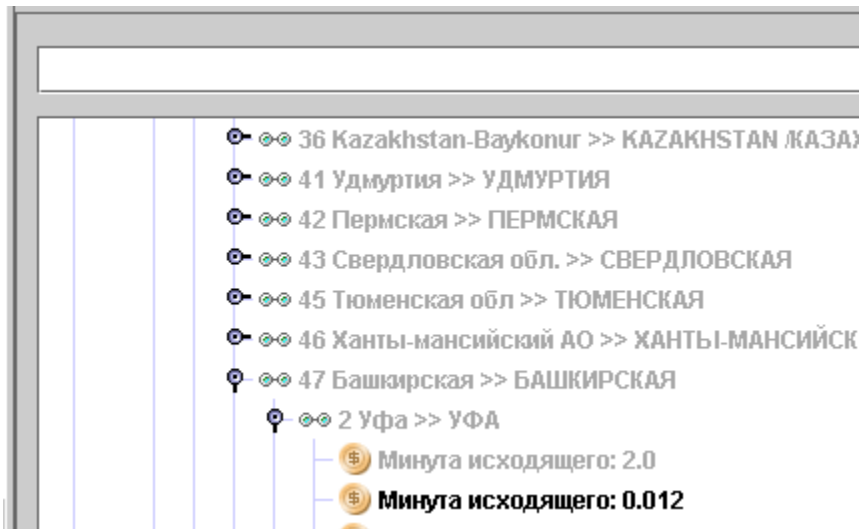 36 Kazakhstan-Baykonur >> KAZAKHSTAN /КАЗАХ
41 Удмуртия >> УДМУРТИЯ
42 Пермская >> ПЕРМСКАЯ
43 Свердловская обл. >> СВЕРДЛОВСКАЯ
45 Тюменская обл >> ТЮМЕНСКАЯ
46 Ханты-мансийский АО >> ХАНТЫ-МАНСИЙСК
47 Башкирская >> БАШКИРСКАЯ
2 Уфа >> УФА
Минута исходящего: 2.0
Минута исходящего: 0.012